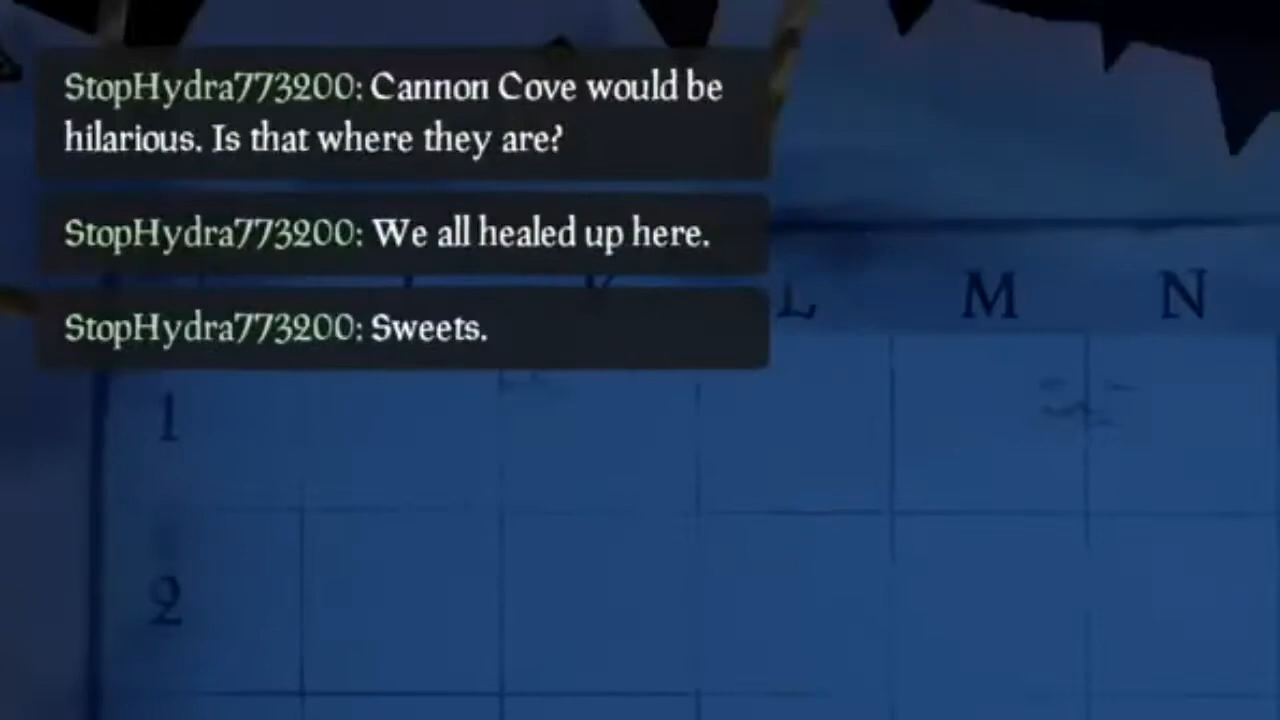 StopHydra773200: Cannon Cove would be
hilarious. Is that where they are?
StopHydra773200: We all healed up here.
StopHydra773200: Sweets.
K L M N
1
2